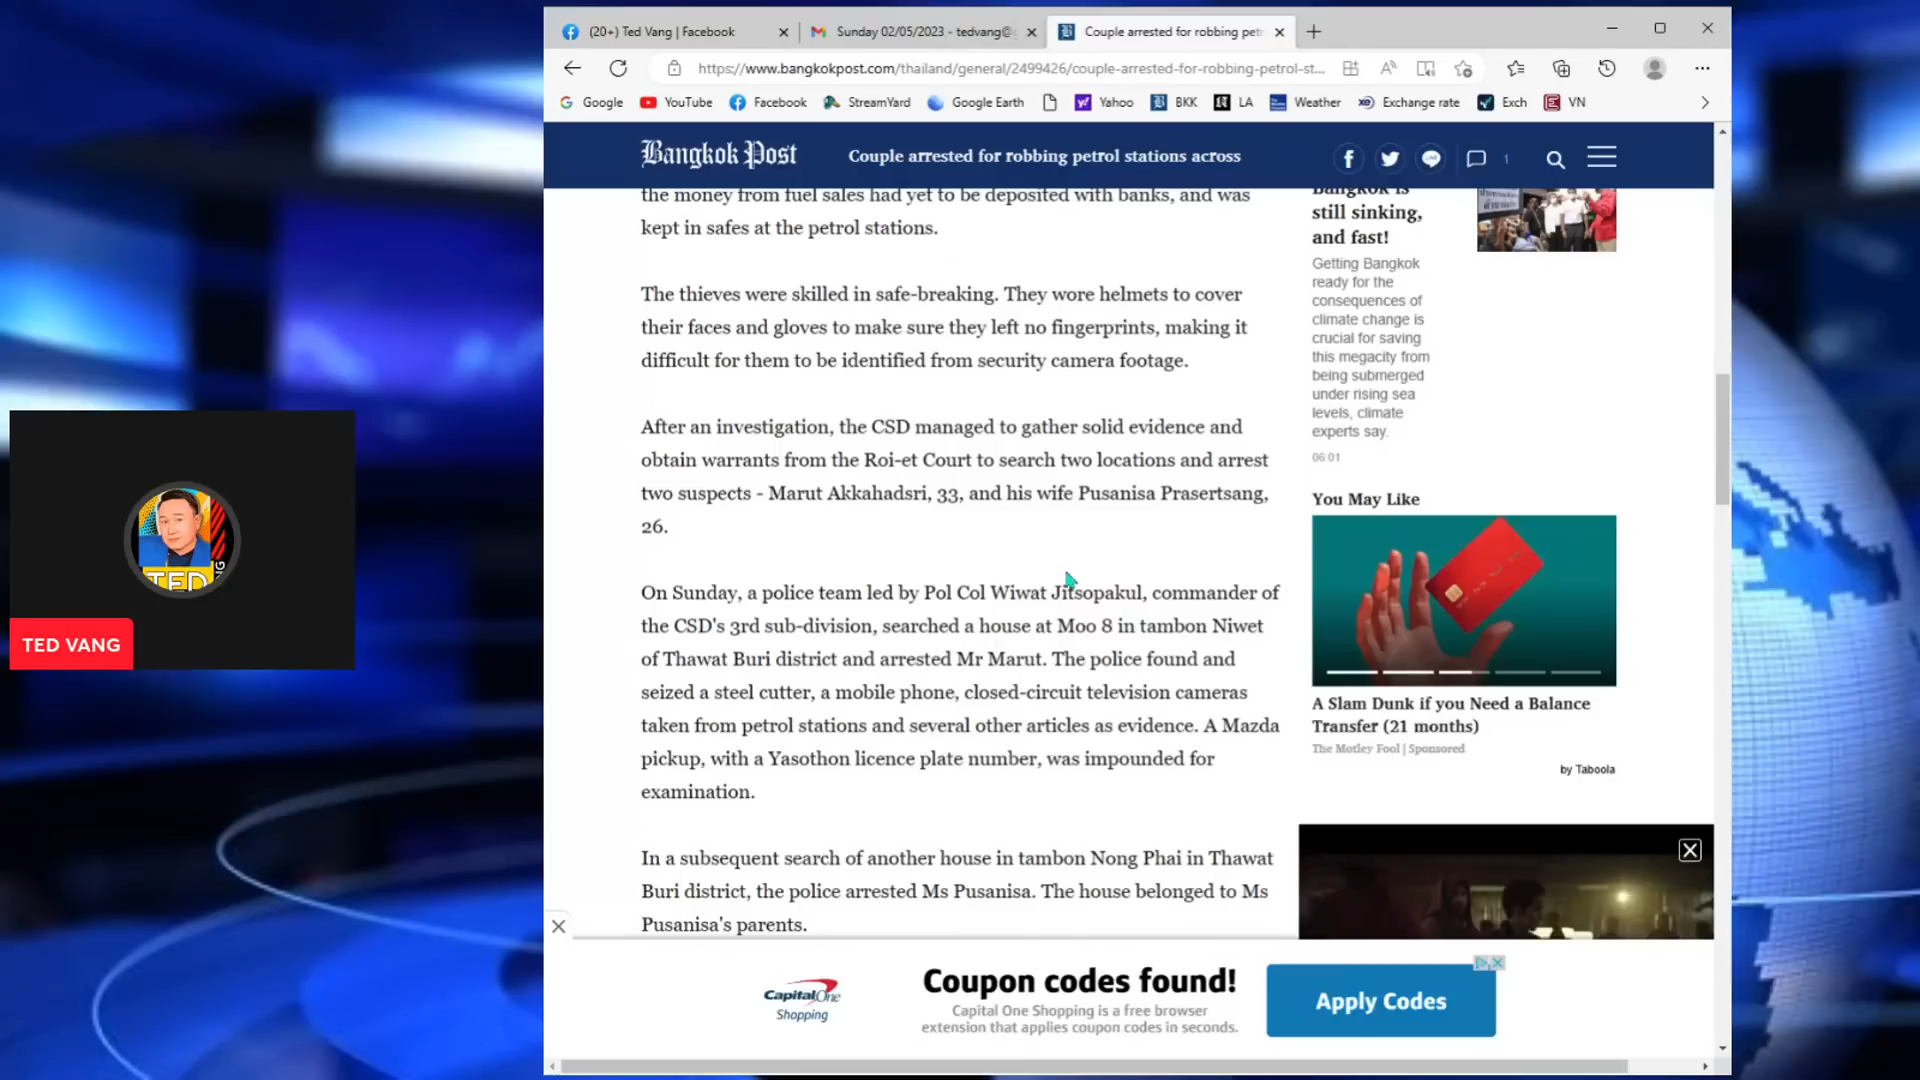 (20+) Ted Vang | Facebook
Sunday 02/05/2023 - tedvang@
Couple arrested for robbing pet
https://www.bangkokpost.com/thailand/general/2499426/couple-arrested-for-robbing-petrol-st...
Google
YouTube
Facebook
StreamYard
Google Earth
Yahoo
BKK
LA
Weather
Exchange rate
Exch
VN
Bangkok Post
Couple arrested for robbing petrol stations across
1
the money from fuel sales had yet to be deposited with banks, and was
kept in safes at the petrol stations.
The thieves were skilled in safe-breaking. They wore helmets to cover
their faces and gloves to make sure they left no fingerprints, making it
difficult for them to be identified from security camera footage.
After an investigation, the CSD managed to gather solid evidence and
obtain warrants from the Roi-et Court to search two locations and arrest
two suspects - Marut Akkahadsri, 33, and his wife Pusanisa Prasertsang,
26.
On Sunday, a police team led by Pol Col Wiwat Jitsopakul, commander of
the CSD's 3rd sub-division, searched a house at Moo 8 in tambon Niwet
of Thawat Buri district and arrested Mr Marut. The police found and
seized a steel cutter, a mobile phone, closed-circuit television cameras
taken from petrol stations and several other articles as evidence. A Mazda
pickup, with a Yasothon licence plate number, was impounded for
examination.
In a subsequent search of another house in tambon Nong Phai in Thawat
Buri district, the police arrested Ms Pusanisa. The house belonged to Ms
Pusanisa's parents.
Bangkok is
still sinking,
and fast!
Getting Bangkok
ready for the
consequences of
climate change is
crucial for saving
this megacity from
being submerged
under rising sea
levels, climate
experts say.
06:01
You May Like
A Slam Dunk if you Need a Balance
Transfer (21 months)
The Motley Fool | Sponsored
by Taboola
Capital One
Shopping
Coupon codes found!
Capital One Shopping is a free browser
extension that applies coupon codes in seconds.
Apply Codes
TED
TED VANG